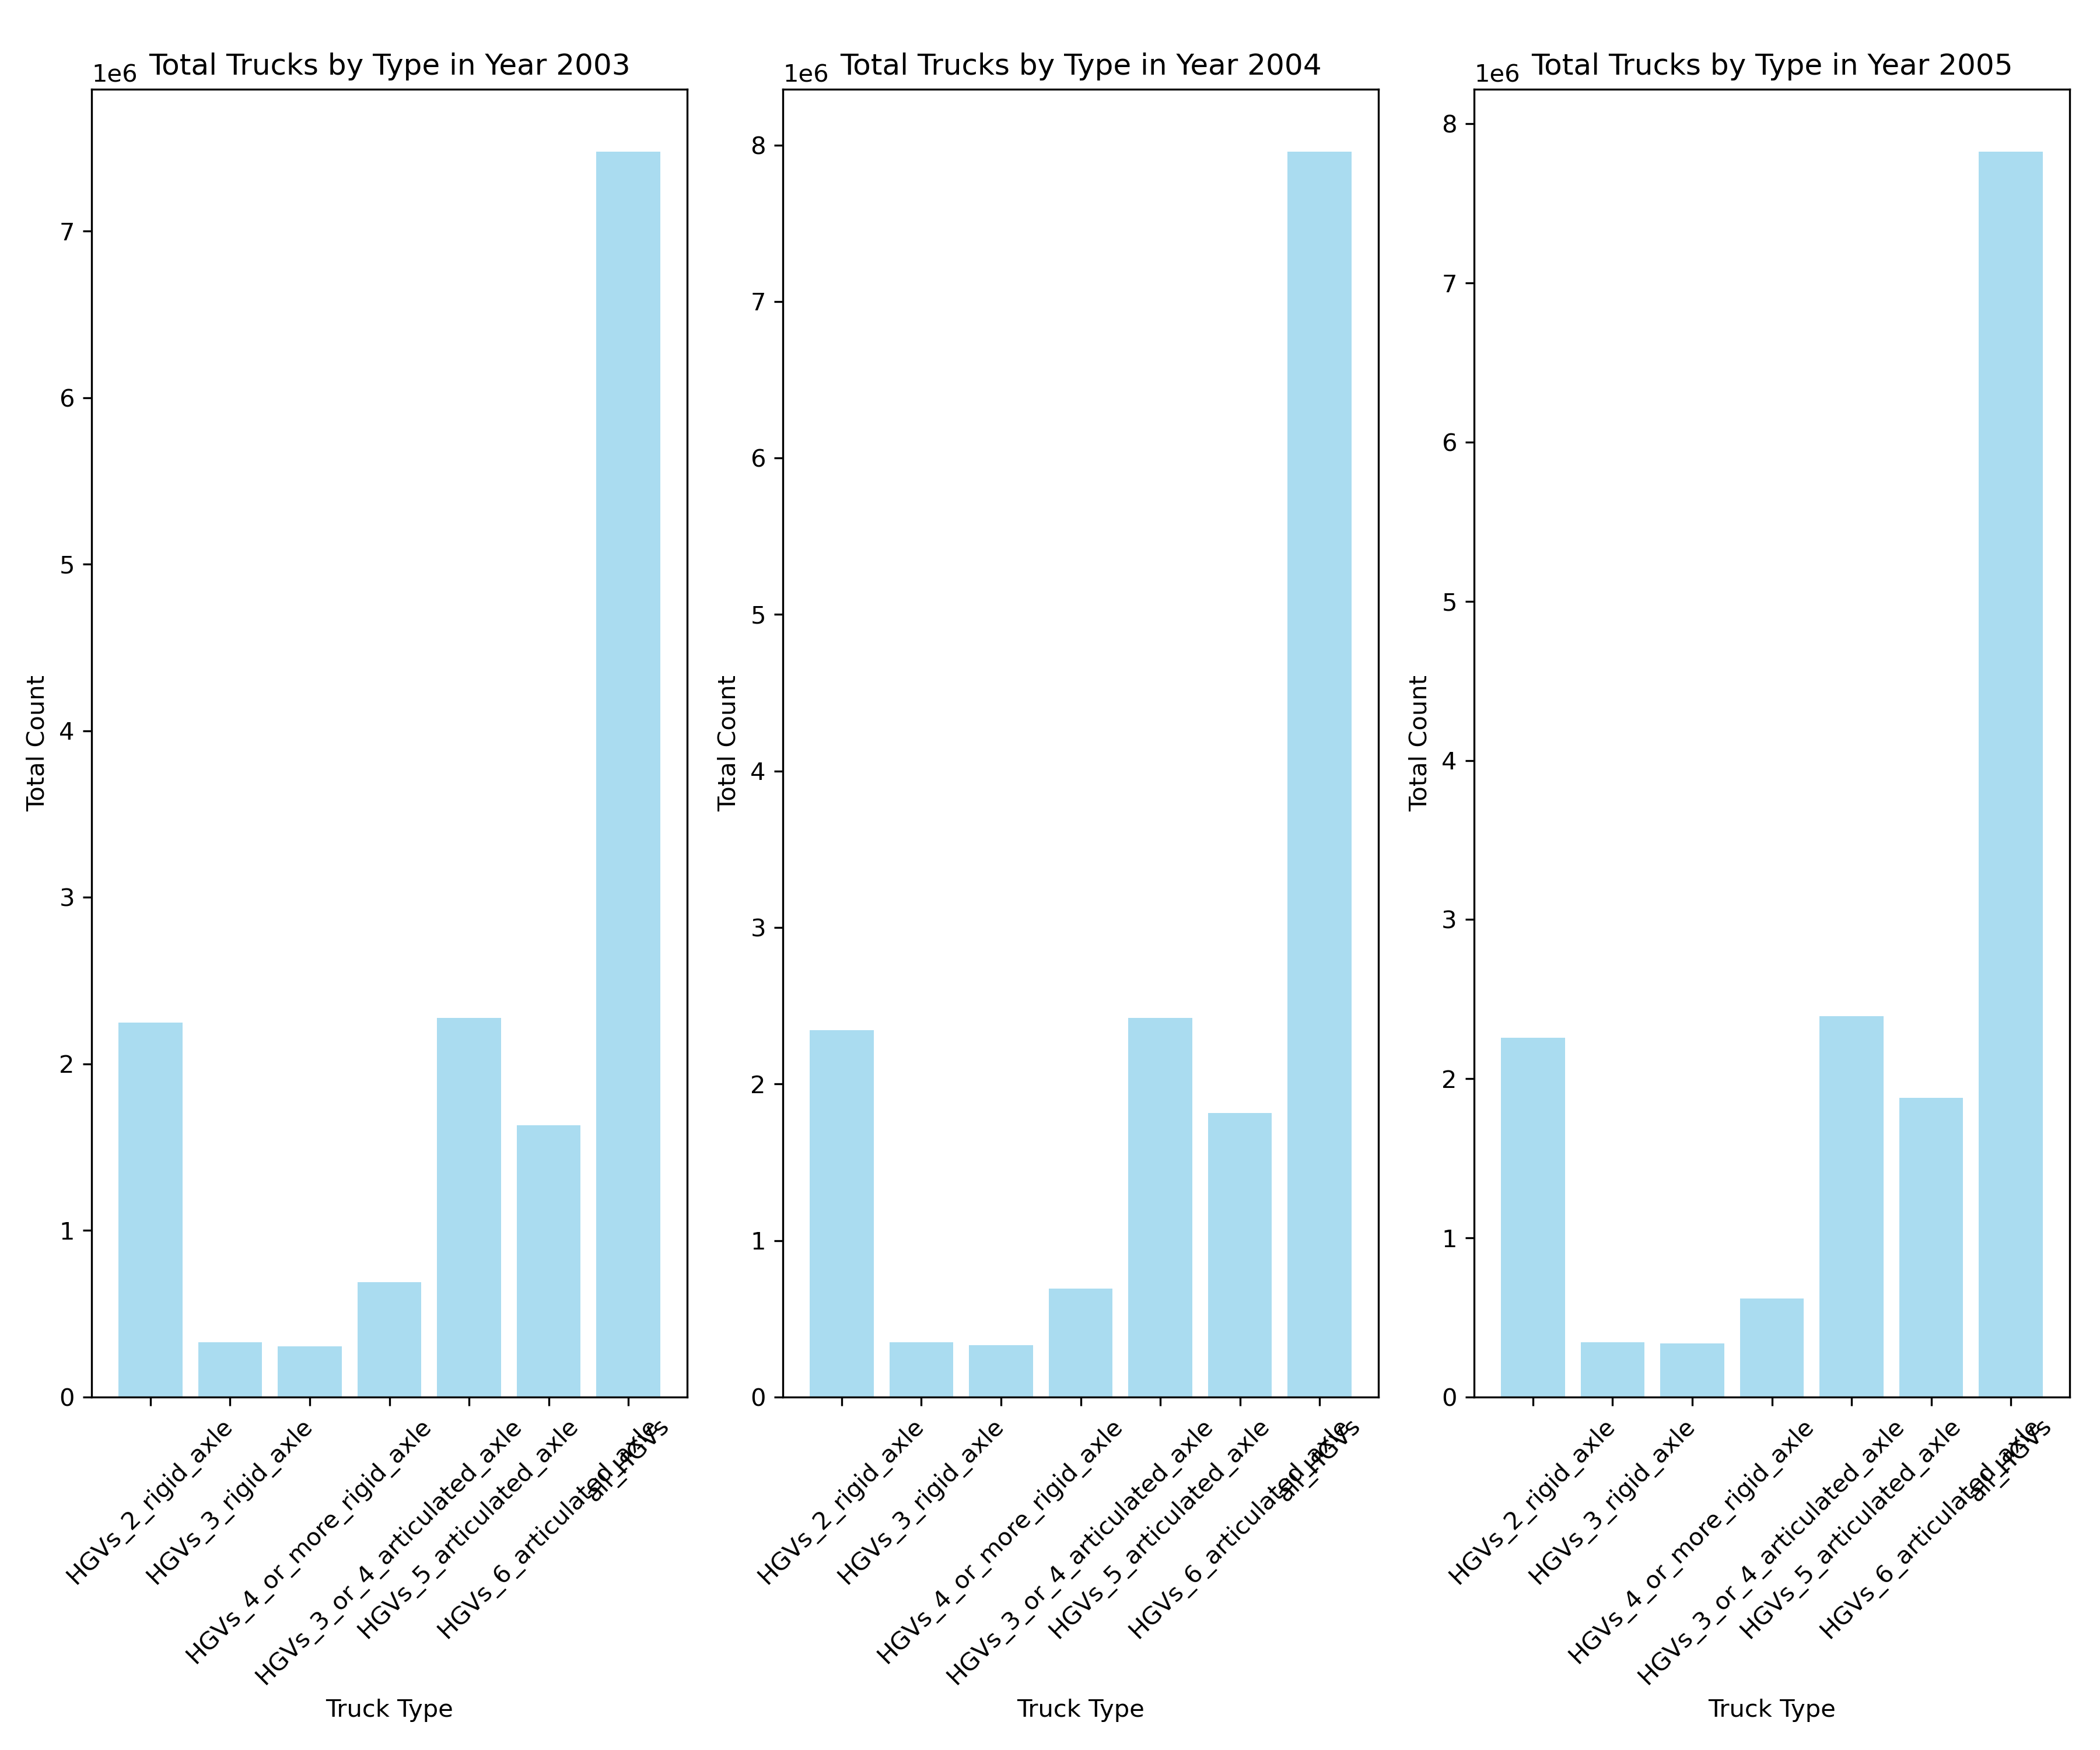 Total Trucks by Type in Year 2003
1e6
7
6
5
4
3
2
1
0
Total Count
HGVs_2_rigid_axle
HGVs_3_rigid_axle
HGVs_4_or_more_rigid_axle
HGVs_3_or_4_articulated_axle
HGVs_5_articulated_axle
HGVs_6_articulated_axle
all_HGVs
Truck Type
Total Trucks by Type in Year 2004
1e6
8
7
6
5
4
3
2
1
0
Total Count
HGVs_2_rigid_axle
HGVs_3_rigid_axle
HGVs_4_or_more_rigid_axle
HGVs_3_or_4_articulated_axle
HGVs_5_articulated_axle
HGVs_6_articulated_axle
all_HGVs
Truck Type
Total Trucks by Type in Year 2005
1e6
8
7
6
5
4
3
2
1
0
Total Count
HGVs_2_rigid_axle
HGVs_3_rigid_axle
HGVs_4_or_more_rigid_axle
HGVs_3_or_4_articulated_axle
HGVs_5_articulated_axle
HGVs_6_articulated_axle
all_HGVs
Truck Type